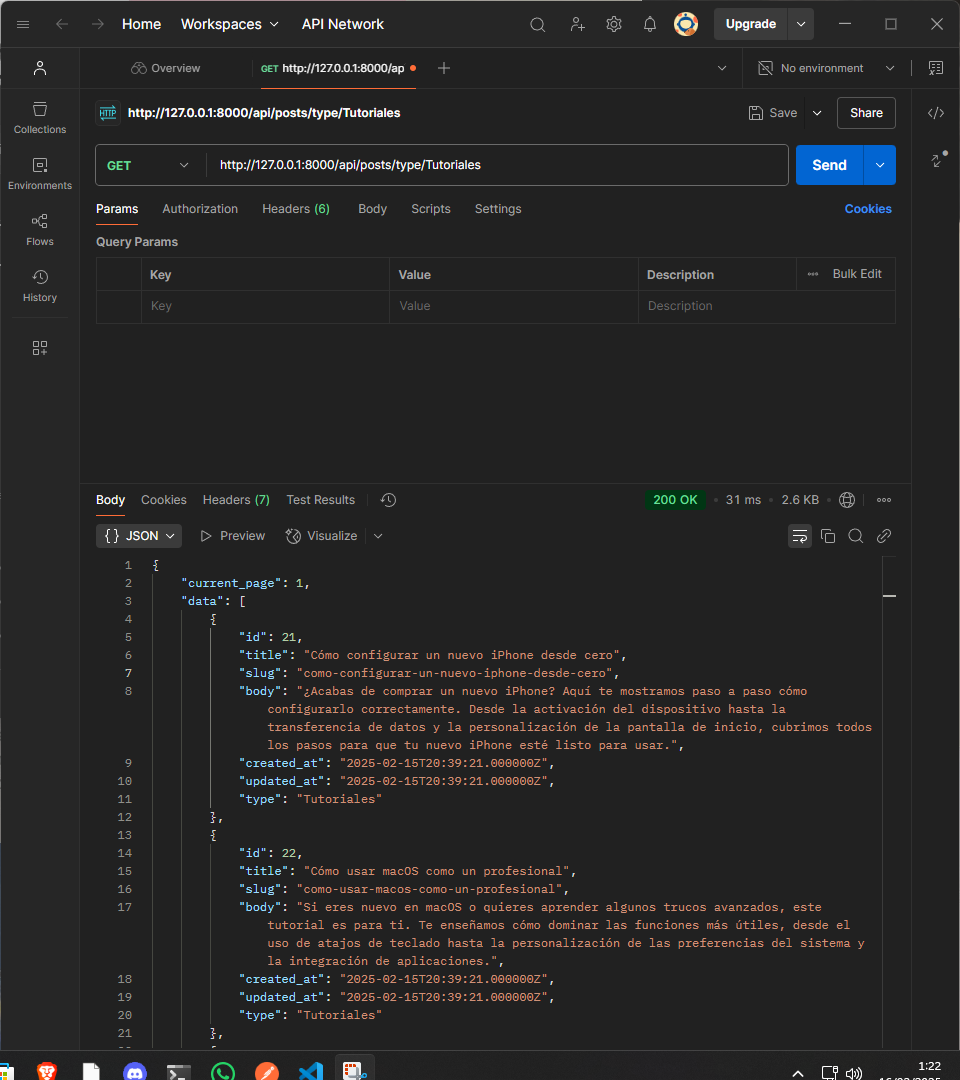 Home Workspaces API Network Upgrade
Overview GET http://127.0.0.1:8000/ap No environment
HTTP http://127.0.0.1:8000/api/posts/type/Tutoriales Save Share
Collections
GET http://127.0.0.1:8000/api/posts/type/Tutoriales Send
Environments
Params Authorization Headers (6) Body Scripts Settings Cookies
Flows
Query Params
Key Value Description Bulk Edit
History
Key Value Description
Body Cookies Headers (7) Test Results 200 OK 31 ms 2.6 KB
{} JSON Preview Visualize
1 {
2 "current_page": 1,
3 "data": [
4 {
5 "id": 21,
6 "title": "Cómo configurar un nuevo iPhone desde cero",
7 "slug": "como-configurar-un-nuevo-iphone-desde-cero",
8 "body": "¿Acabas de comprar un nuevo iPhone? Aquí te mostramos paso a paso cómo
configurarlo correctamente. Desde la activación del dispositivo hasta la
transferencia de datos y la personalización de la pantalla de inicio, cubrimos todos
los pasos para que tu nuevo iPhone esté listo para usar.",
9 "created_at": "2025-02-15T20:39:21.000000Z",
10 "updated_at": "2025-02-15T20:39:21.000000Z",
11 "type": "Tutoriales"
12 },
13 {
14 "id": 22,
15 "title": "Cómo usar macOS como un profesional",
16 "slug": "como-usar-macos-como-un-profesional",
17 "body": "Si eres nuevo en macOS o quieres aprender algunos trucos avanzados, este
tutorial es para ti. Te enseñamos cómo dominar las funciones más útiles, desde el
uso de atajos de teclado hasta la personalización de las preferencias del sistema y
la integración de aplicaciones.",
18 "created_at": "2025-02-15T20:39:21.000000Z",
19 "updated_at": "2025-02-15T20:39:21.000000Z",
20 "type": "Tutoriales"
21 },
1:22